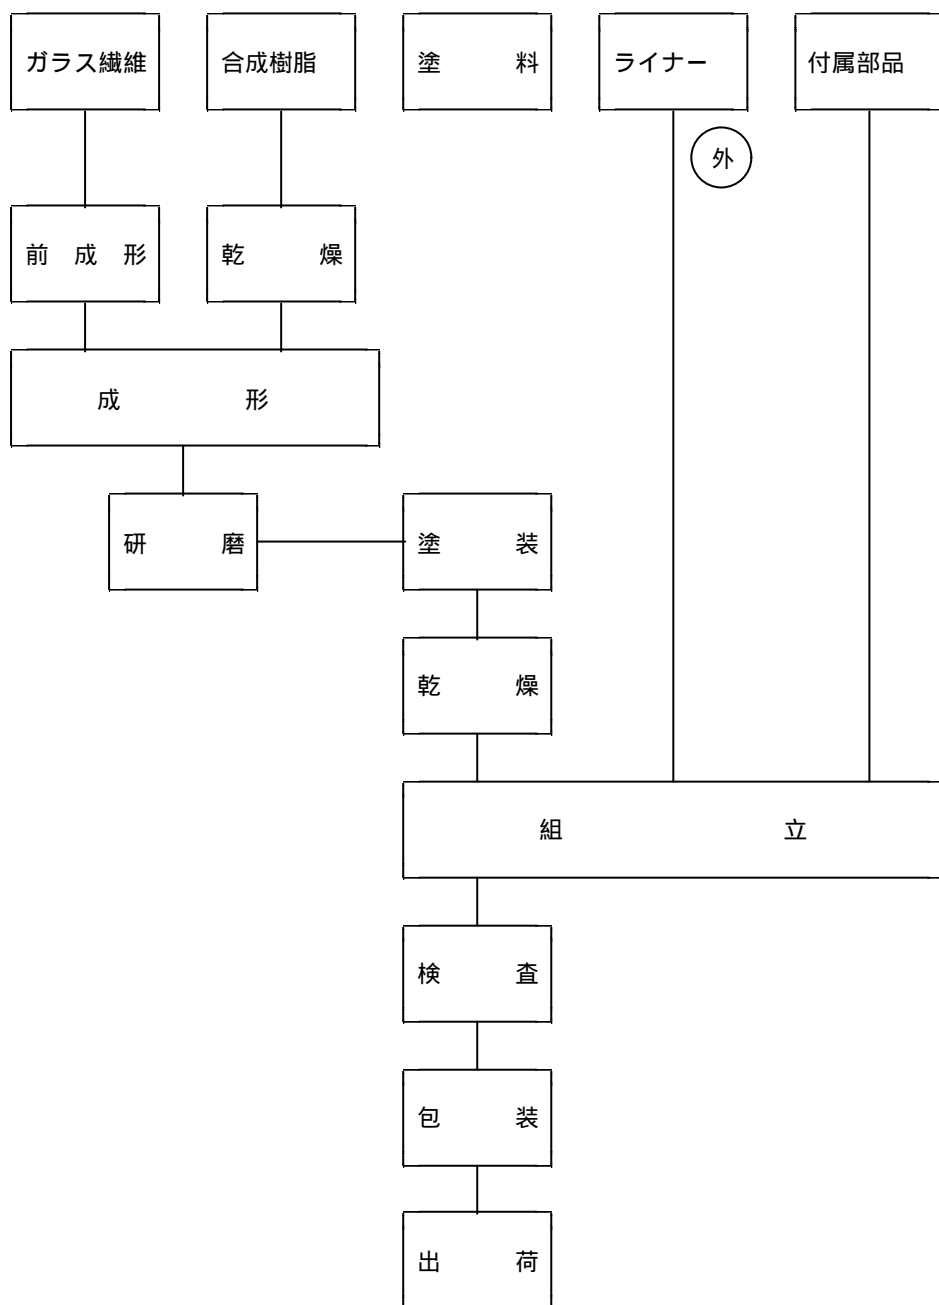 ガラス繊維 合成樹脂 塗料 ライナー 付属部品
外
前成形 乾燥
成形
研磨 塗装
乾燥
組立
検査
包装
出荷